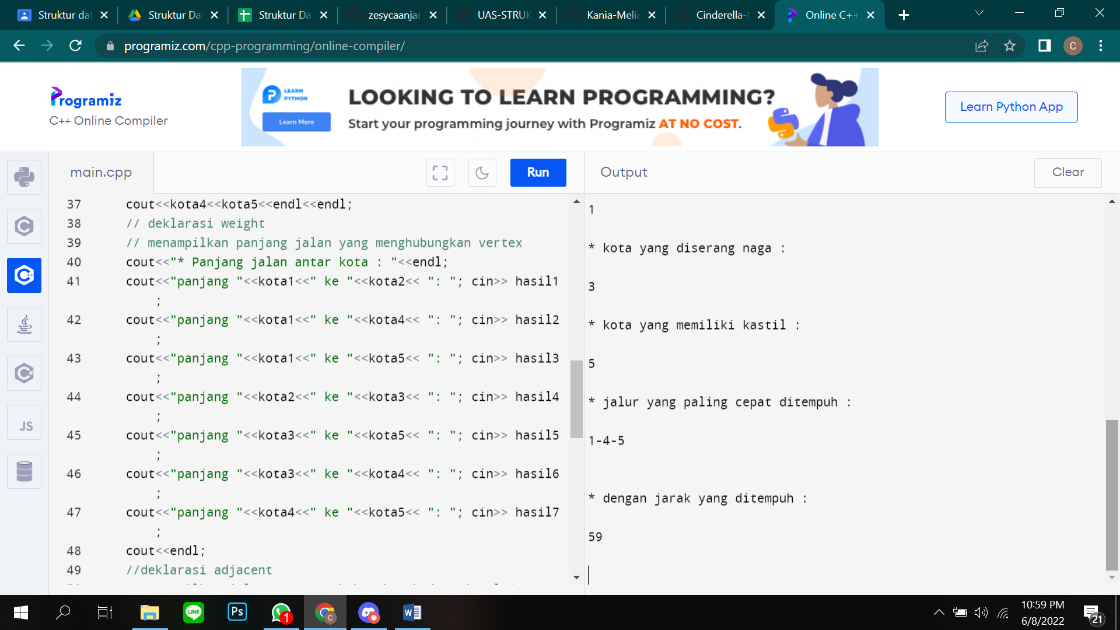 Struktur dat
Struktur Da
Struktur Da
zesycaanjar
UAS-STRUK
Kania-Melia
Cinderella-
Online C++
programiz.com/cpp-programming/online-compiler/
C
Programiz
C++ Online Compiler
LEARN
PYTHON
Learn More
LOOKING TO LEARN PROGRAMMING?
Start your programming journey with Programiz AT NO COST.
Learn Python App
main.cpp
Run
Output
Clear
JS
37 cout<<kota4<<kota5<<endl<<endl;
38 // deklarasi weight
39 // menampilkan panjang jalan yang menghubungkan vertex
40 cout<<"* Panjang jalan antar kota : "<<endl;
41 cout<<"panjang "<<kota1<<" ke "<<kota2<< ": "; cin>> hasil1
;
42 cout<<"panjang "<<kota1<<" ke "<<kota4<< ": "; cin>> hasil2
;
43 cout<<"panjang "<<kota1<<" ke "<<kota5<< ": "; cin>> hasil3
;
44 cout<<"panjang "<<kota2<<" ke "<<kota3<< ": "; cin>> hasil4
;
45 cout<<"panjang "<<kota3<<" ke "<<kota5<< ": "; cin>> hasil5
;
46 cout<<"panjang "<<kota3<<" ke "<<kota4<< ": "; cin>> hasil6
;
47 cout<<"panjang "<<kota4<<" ke "<<kota5<< ": "; cin>> hasil7
;
48 cout<<endl;
49 //deklarasi adjacent
1
* kota yang diserang naga :
3
* kota yang memiliki kastil :
5
* jalur yang paling cepat ditempuh :
1-4-5
* dengan jarak yang ditempuh :
59
LINE
Ps
1
10:59 PM
6/8/2022
21